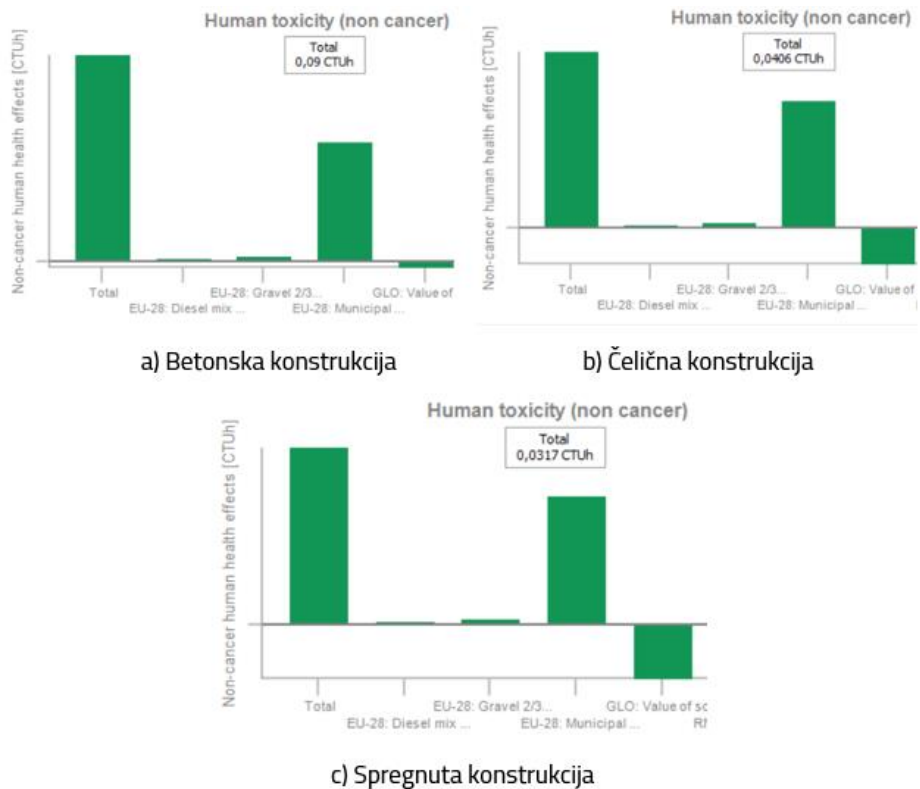 Human toxicity (non cancer)
Total
0,09 CTUh
Non-cancer human health effects [CTUh]
Total
EU-28: Gravel 2/3...
GLO: Value of
EU-28: Diesel mix ...
EU-28: Municipal ...
a) Betonska konstrukcija
Human toxicity (non cancer)
Total
0,0406 CTUh
Non-cancer human health effects [CTUh]
Total
EU-28: Gravel 2/3...
GLO: Value of
EU-28: Diesel mix ...
EU-28: Municipal ...
b) Čelična konstrukcija
Human toxicity (non cancer)
Total
0,0317 CTUh
Non-cancer human health effects [CTUh]
Total
EU-28: Gravel 2/3...
GLO: Value of sc
EU-28: Diesel mix ...
EU-28: Municipal ...
c) Spregnuta konstrukcija